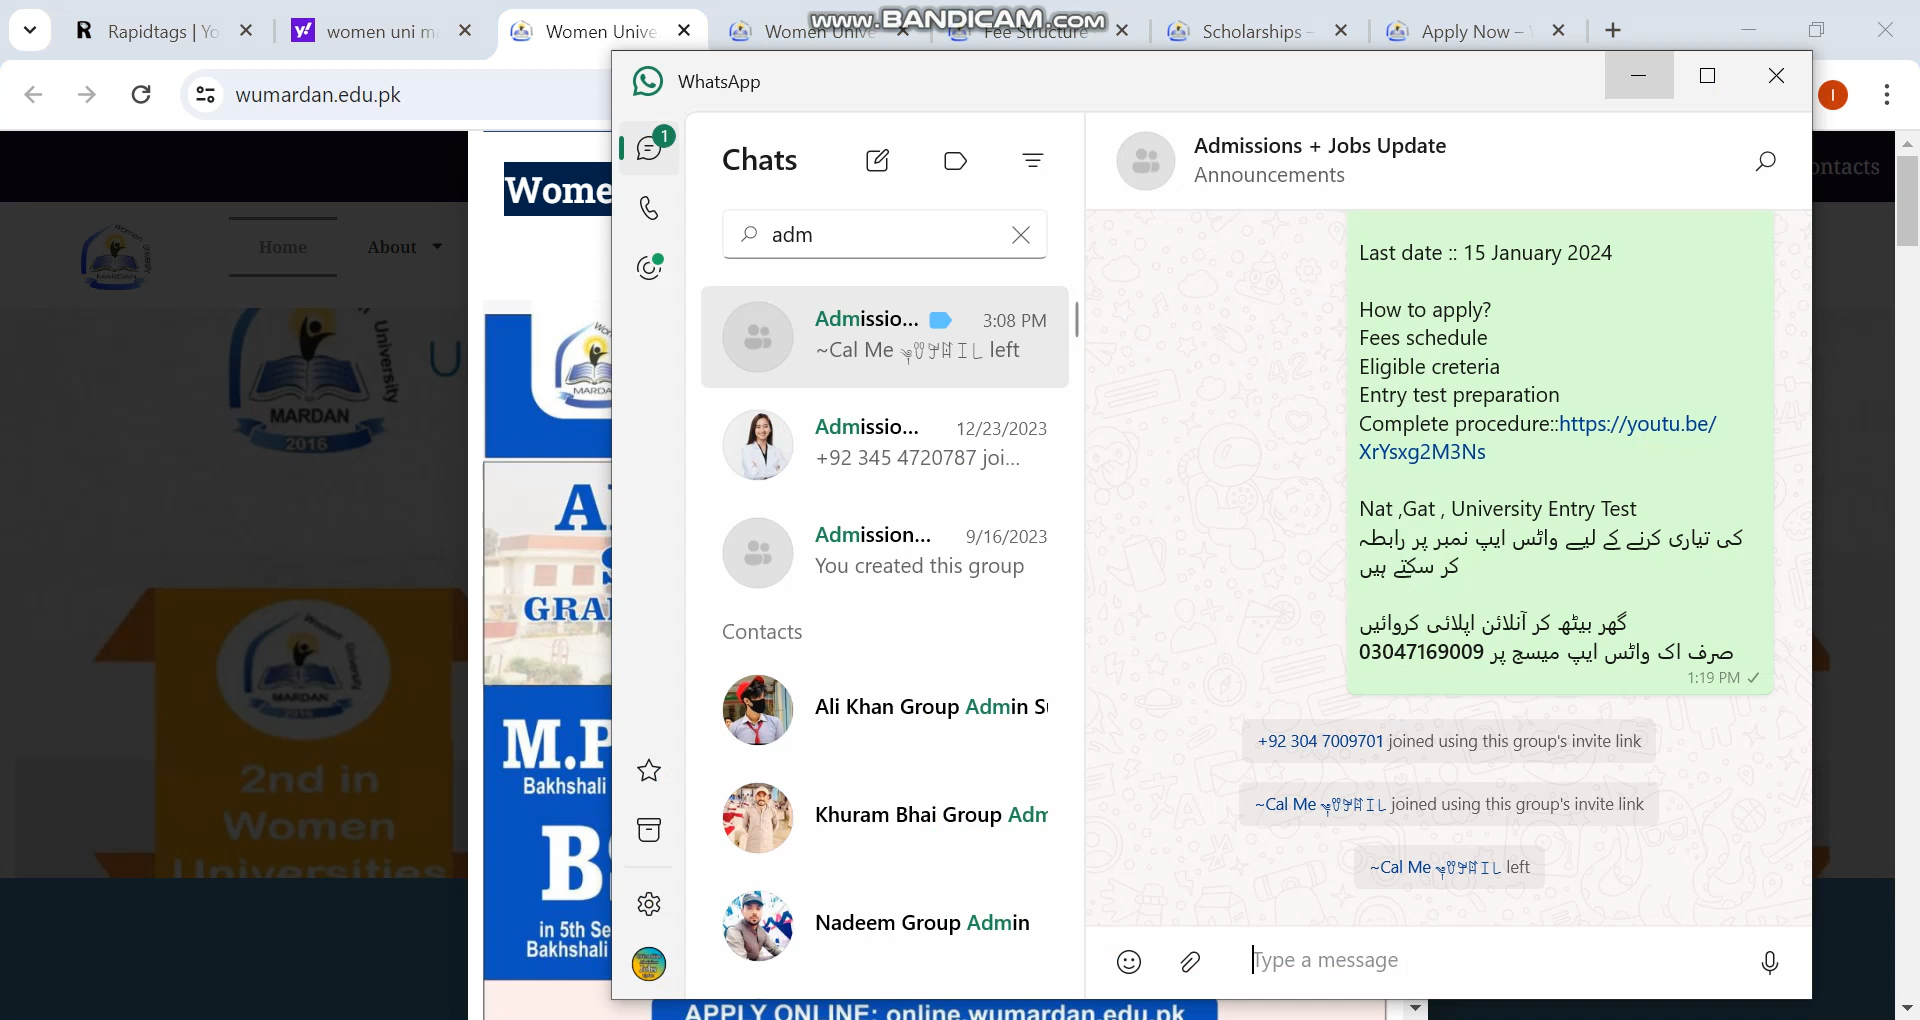 www.BANDICAM.com
Rapidtags | Yo
women uni m
Women Unive
Women Unive
Fee Structure
Scholarships -
Apply Now –
wumardan.edu.pk
I
Wome
Home
About
ontacts
Women University
MARDAN
2016
University
U
MARDAN
2nd in
Women
Universities
MARDA
GRA
M.P
Bakhshali
in 5th Se
Bakhshali
APPLY ONLINE: online.wumardan.edu.pk
WhatsApp
1
Chats
adm
Admissio...
3:08 PM
~Cal Me
left
Admissio...
12/23/2023
+92 345 4720787 joi...
Admission...
9/16/2023
You created this group
Contacts
Ali Khan Group Admin Su
Khuram Bhai Group Adm
Nadeem Group Admin
Admissions + Jobs Update
Announcements
Last date :: 15 January 2024
How to apply?
Fees schedule
Eligible creteria
Entry test preparation
Complete procedure::https://youtu.be/
XrYsxg2M3Ns
Nat ,Gat , University Entry Test
کی تیاری کرنے کے لیے واٹس ایپ نمبر پر رابطہ
کر سکتے ہیں
گھر بیٹھ کر آنلائن اپلائی کروائیں
صرف اک واٹس ایپ میسج پر 03047169009
1:19 PM
+92 304 7009701 joined using this group's invite link
~Cal Me joined using this group's invite link
~Cal Me left
Type a message